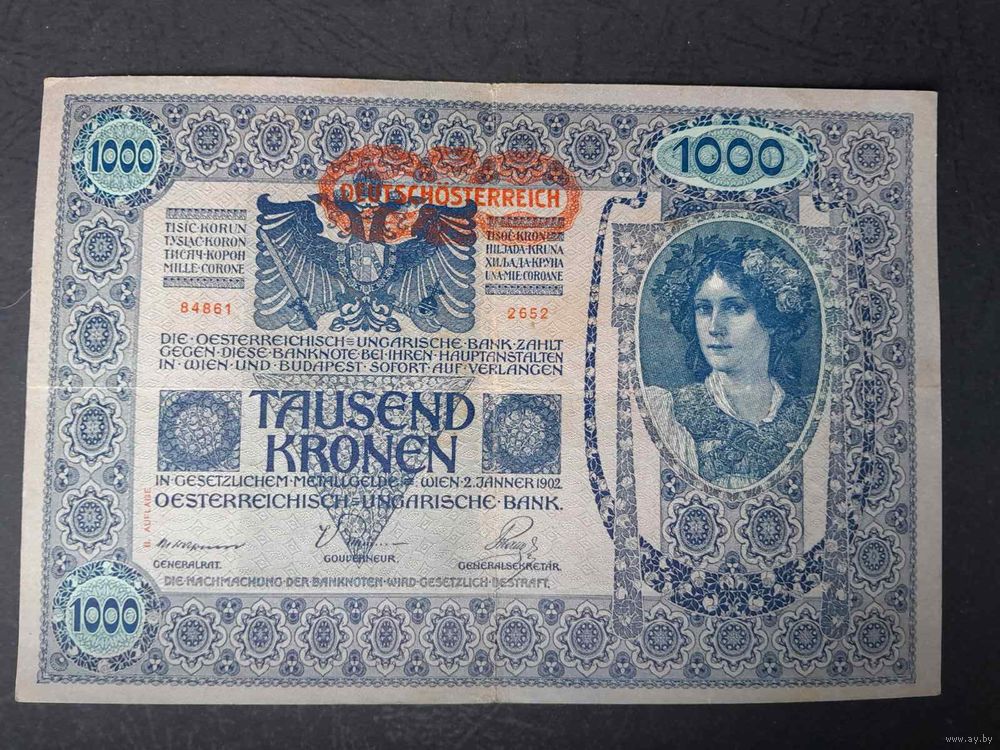 1000
1000
DEUTSCHÖSTERREICH
TISÍC·KORUN
TYSIĄC·KORON
ТИСЯЧ·КОРОН
MILLE·CORONE
TISOČ·KRON
HILJADA·KRUNA
ХИЉАДА·КРУНА
UNA·MIE·COROANE
84861
2652
DIE·OESTERREICHISCH=UNGARISCHE·BANK·ZAHLT
GEGEN·DIESE·BANKNOTE·BEI·IHREN·HAUPTANSTALTEN
IN·WIEN·UND·BUDAPEST·SOFORT·AUF·VERLANGEN
TAUSEND
KRONEN
IN·GESETZLICHEM·METALLGELDE·=·WIEN·2.JÄNNER·1902
OESTERREICHISCH=UNGARISCHE·BANK.
II. AUFLAGE
GENERALRAT.
GOUVERNEUR.
GENERALSEKRETÄR.
DIE·NACHMACHUNG·DER·BANKNOTEN·WIRD·GESETZLICH·BESTRAFT.
1000
www.ay.by